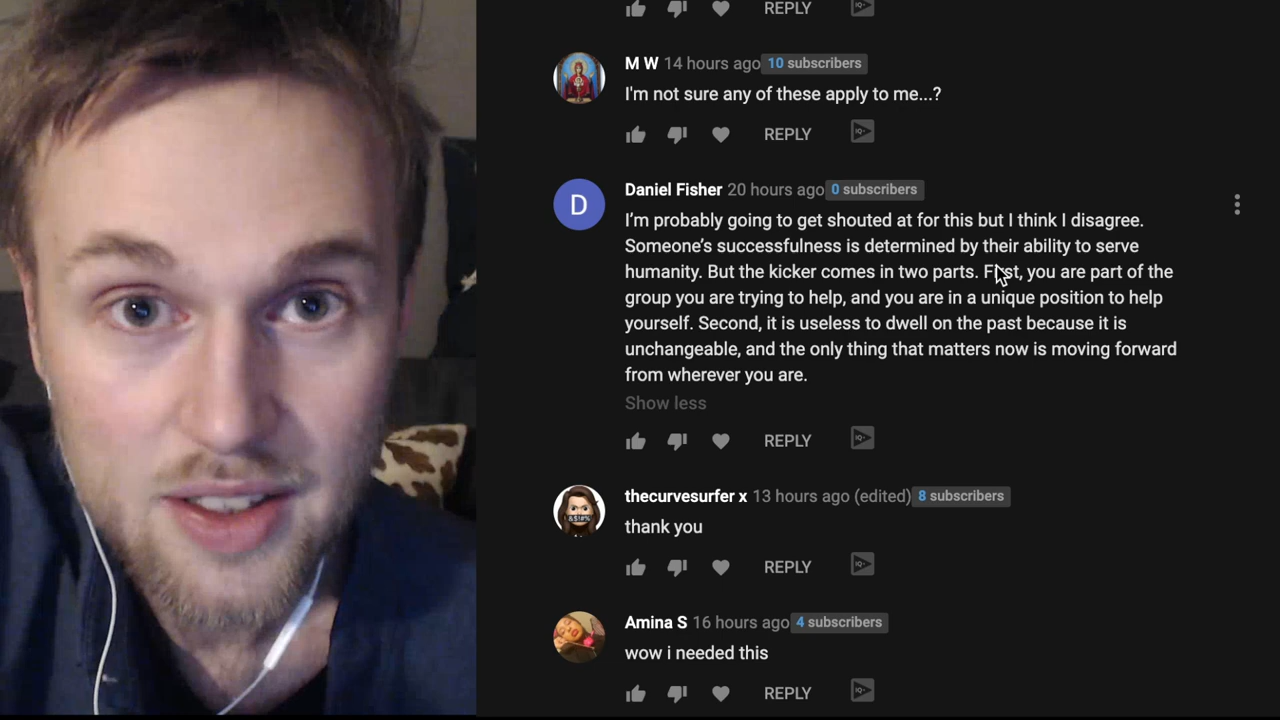 REPLY
M W 14 hours ago 10 subscribers
I'm not sure any of these apply to me...?
REPLY
D
Daniel Fisher 20 hours ago 0 subscribers
I'm probably going to get shouted at for this but I think I disagree.
Someone's successfulness is determined by their ability to serve
humanity. But the kicker comes in two parts. First, you are part of the
group you are trying to help, and you are in a unique position to help
yourself. Second, it is useless to dwell on the past because it is
unchangeable, and the only thing that matters now is moving forward
from wherever you are.
Show less
REPLY
thecurvesurfer x 13 hours ago (edited) 8 subscribers
thank you
REPLY
Amina S 16 hours ago 4 subscribers
wow i needed this
REPLY